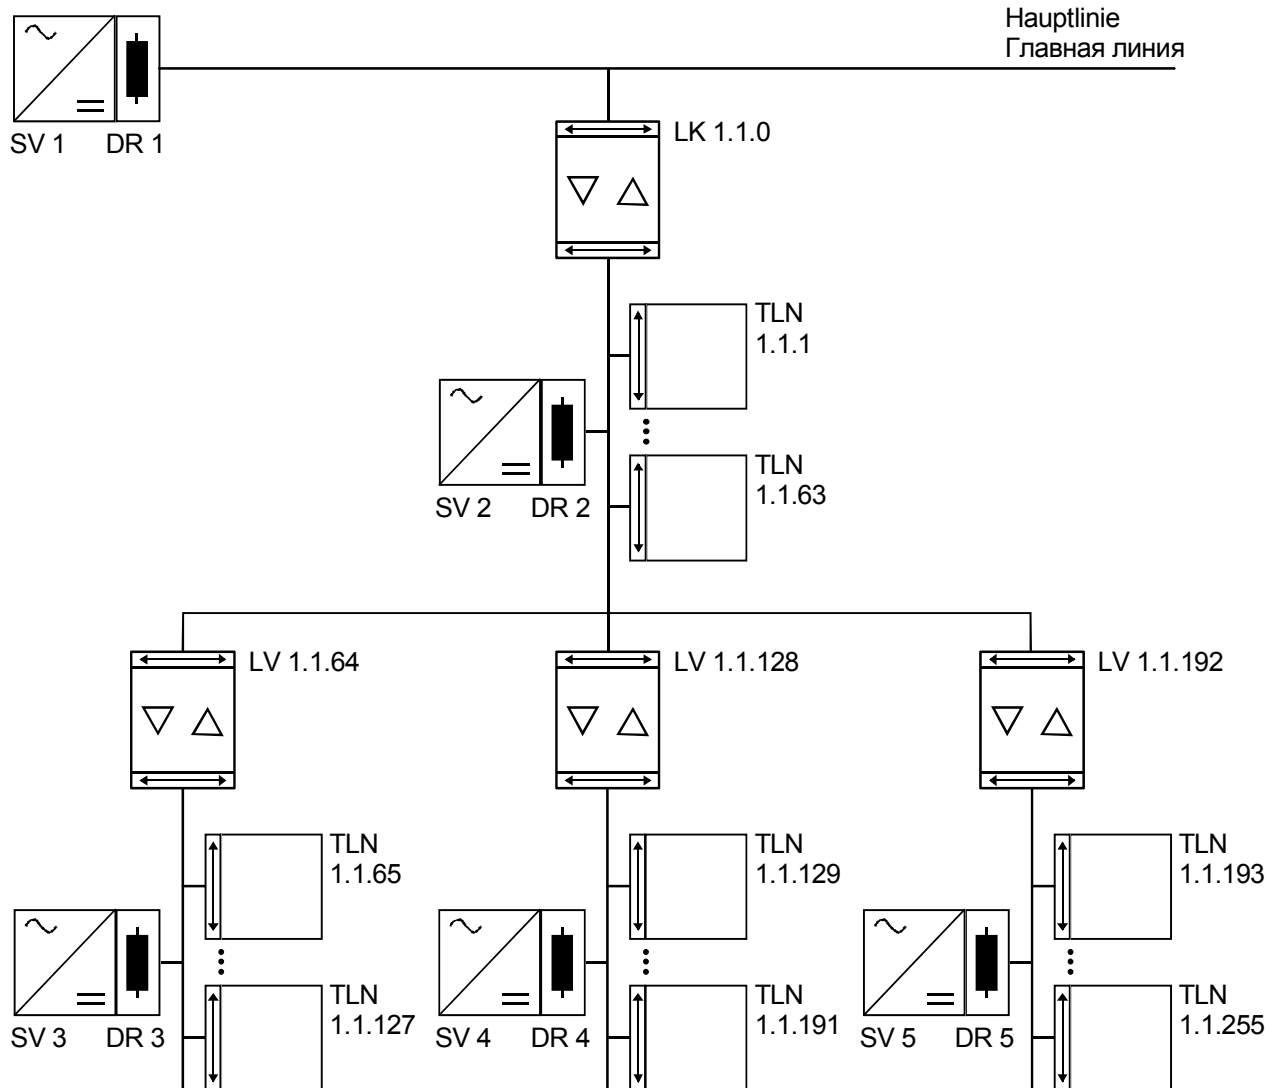 Hauptlinie
Главная линия
SV 1 DR 1
LK 1.1.0
TLN
1.1.1
SV 2 DR 2
TLN
1.1.63
LV 1.1.64
LV 1.1.128
LV 1.1.192
TLN
1.1.65
TLN
1.1.129
TLN
1.1.193
SV 3 DR 3
TLN
1.1.127
SV 4 DR 4
TLN
1.1.191
SV 5 DR 5
TLN
1.1.255